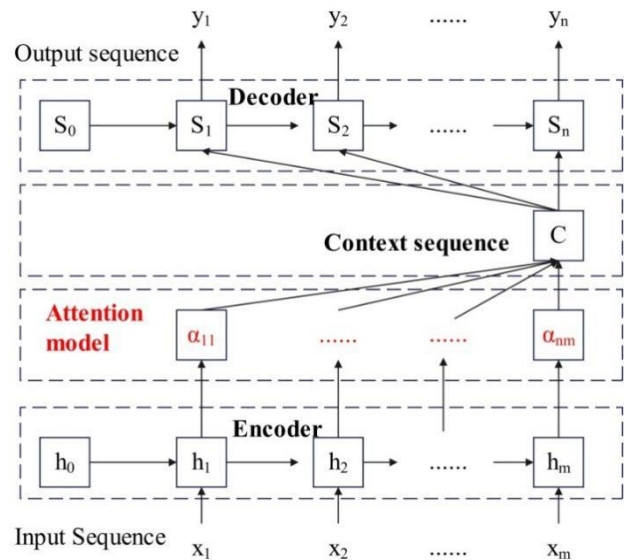 y₁ y₂ ...... yₙ
Output sequence
Decoder
S₀ S₁ S₂ ...... Sₙ
Context sequence C
Attention
model
α₁₁ ...... ...... αₙₘ
Encoder
h₀ h₁ h₂ ...... hₘ
Input Sequence
x₁ x₂ ...... xₘ